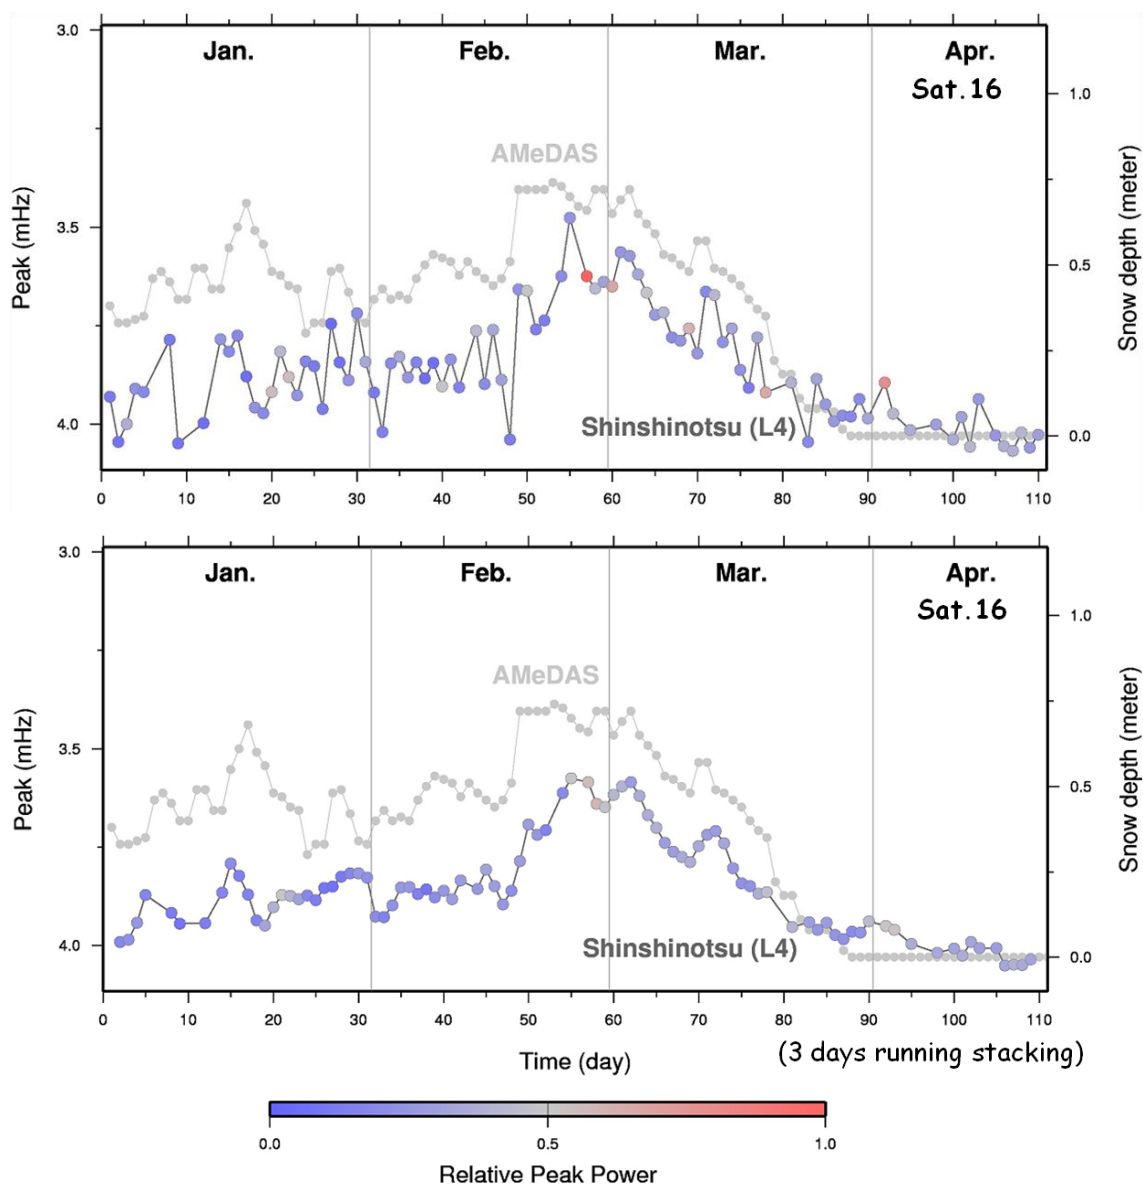 3.0
Jan.
Feb.
Mar.
Apr.
Sat.16
1.0
AMeDAS
Peak (mHz)
3.5
Snow depth (meter)
0.5
4.0
Shinshinotsu (L4)
0.0
0 10 20 30 40 50 60 70 80 90 100 110
3.0
Jan.
Feb.
Mar.
Apr.
Sat.16
1.0
AMeDAS
Peak (mHz)
3.5
Snow depth (meter)
0.5
4.0
Shinshinotsu (L4)
0.0
0 10 20 30 40 50 60 70 80 90 100 110
Time (day)
(3 days running stacking)
0.0 0.5 1.0
Relative Peak Power